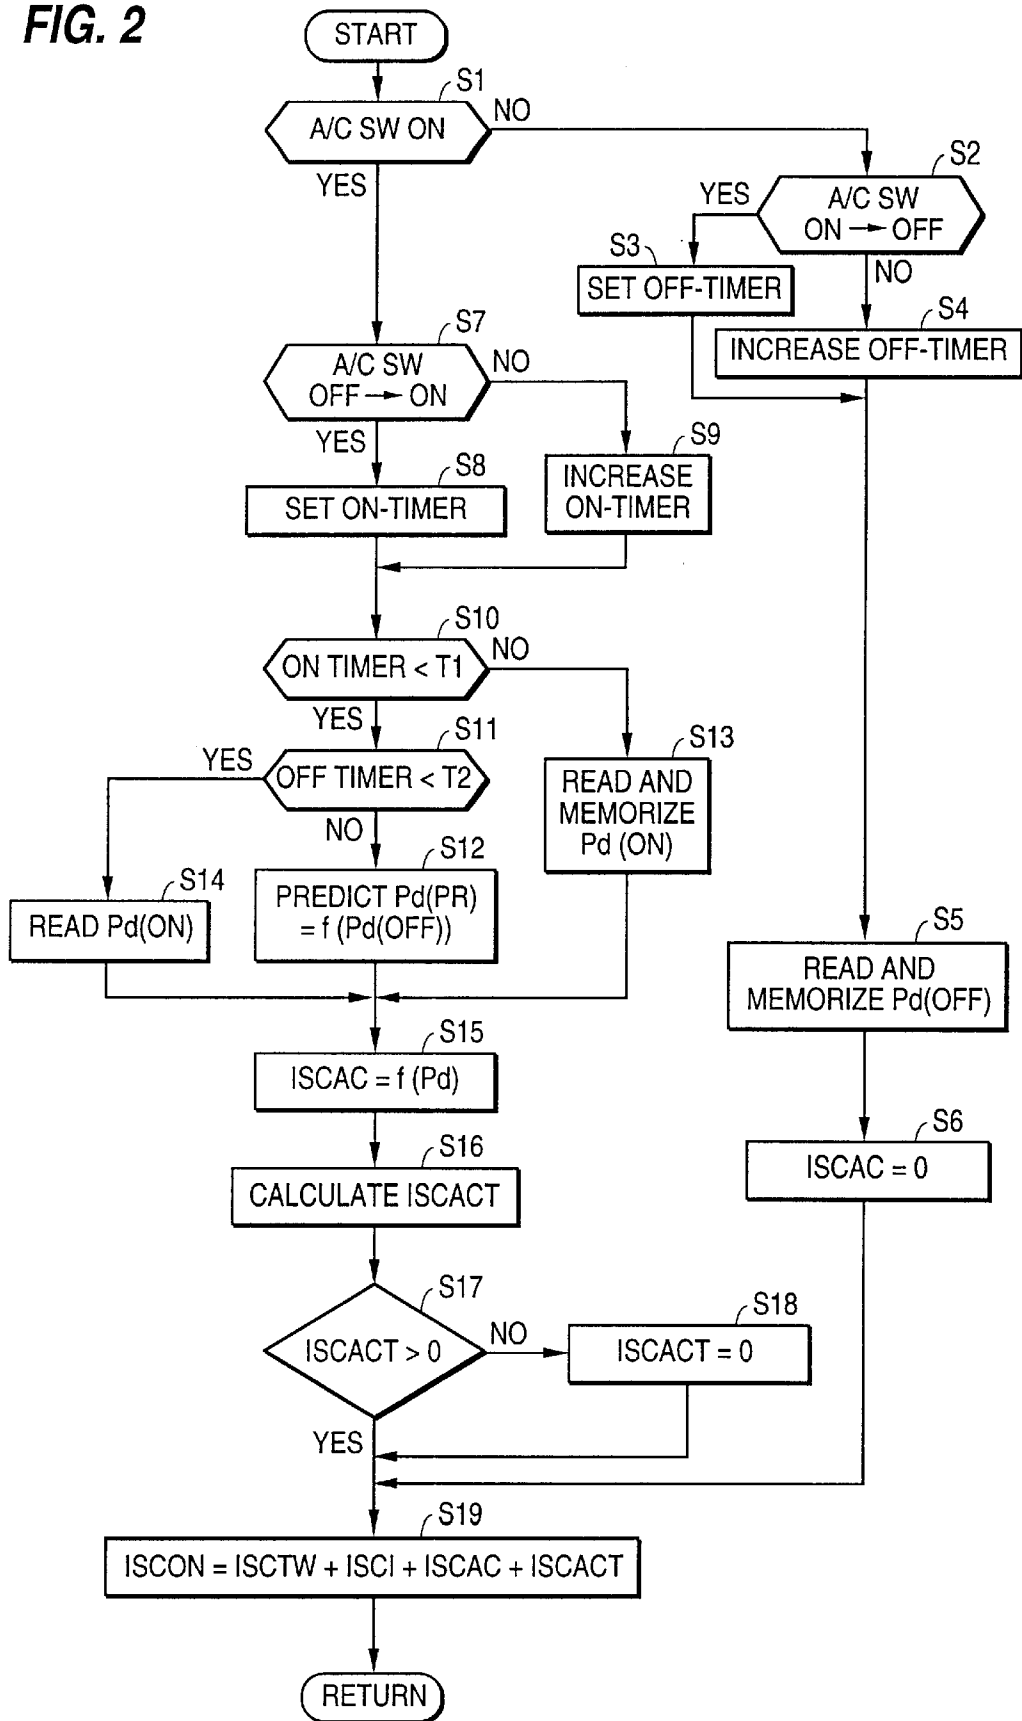 FIG. 2
START
S1
A/C SW ON
NO
YES
S2
A/C SW
ON → OFF
YES
NO
S3
SET OFF-TIMER
S4
INCREASE OFF-TIMER
S7
A/C SW
OFF → ON
NO
YES
S8
SET ON-TIMER
S9
INCREASE
ON-TIMER
S10
ON TIMER < T1
NO
YES
S11
OFF TIMER < T2
YES
NO
S13
READ AND
MEMORIZE
Pd (ON)
S14
READ Pd(ON)
S12
PREDICT Pd(PR)
= f (Pd(OFF))
S5
READ AND
MEMORIZE Pd(OFF)
S15
ISCAC = f (Pd)
S6
ISCAC = 0
S16
CALCULATE ISCACT
S17
ISCACT > 0
NO
YES
S18
ISCACT = 0
S19
ISCON = ISCTW + ISCI + ISCAC + ISCACT
RETURN